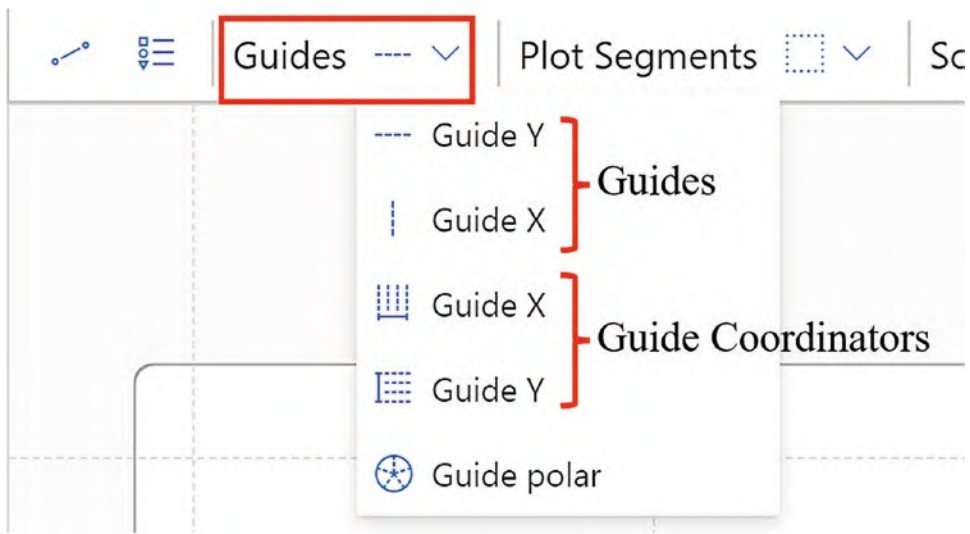 Guides
Plot Segments
Sc
Guide Y
Guide X
Guides
Guide X
Guide Y
Guide Coordinators
Guide polar